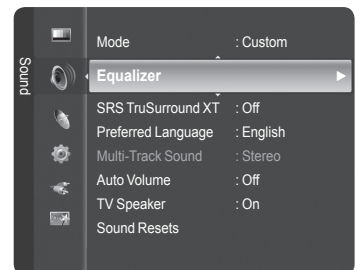 Sound
Mode : Custom
Equalizer
SRS TruSurround XT : Off
Preferred Language : English
Multi-Track Sound : Stereo
Auto Volume : Off
TV Speaker : On
Sound Resets